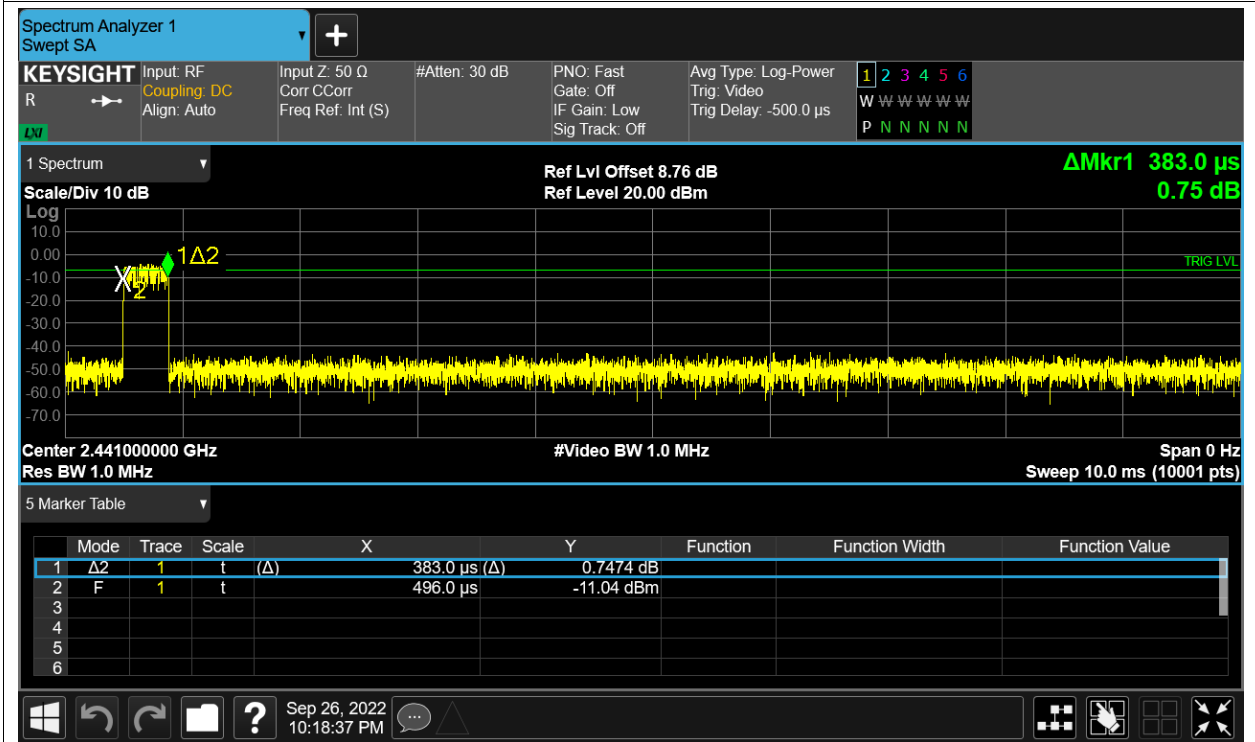 Spectrum Analyzer 1
Swept SA
KEYSIGHT Input: RF Input Z: 50 Ω #Atten: 30 dB PNO: Fast Avg Type: Log-Power 1 2 3 4 5 6
R Coupling: DC Corr CCorr Gate: Off Trig: Video W W W W W W
Align: Auto Freq Ref: Int (S) IF Gain: Low Trig Delay: -500.0 µs
LXI Sig Track: Off P N N N N N
1 Spectrum Ref Lvl Offset 8.76 dB ΔMkr1 383.0 µs
Scale/Div 10 dB Ref Level 20.00 dBm 0.75 dB
Log
10.0
0.00 1Δ2
TRIG LVL
-10.0 X 2
-20.0
-30.0
-40.0
-50.0
-60.0
-70.0
Center 2.441000000 GHz #Video BW 1.0 MHz Span 0 Hz
Res BW 1.0 MHz Sweep 10.0 ms (10001 pts)
5 Marker Table
Mode Trace Scale X Y Function Function Width Function Value
1 Δ2 1 t (Δ) 383.0 µs (Δ) 0.7474 dB
2 F 1 t 496.0 µs -11.04 dBm
3
4
5
6
? Sep 26, 2022
10:18:37 PM